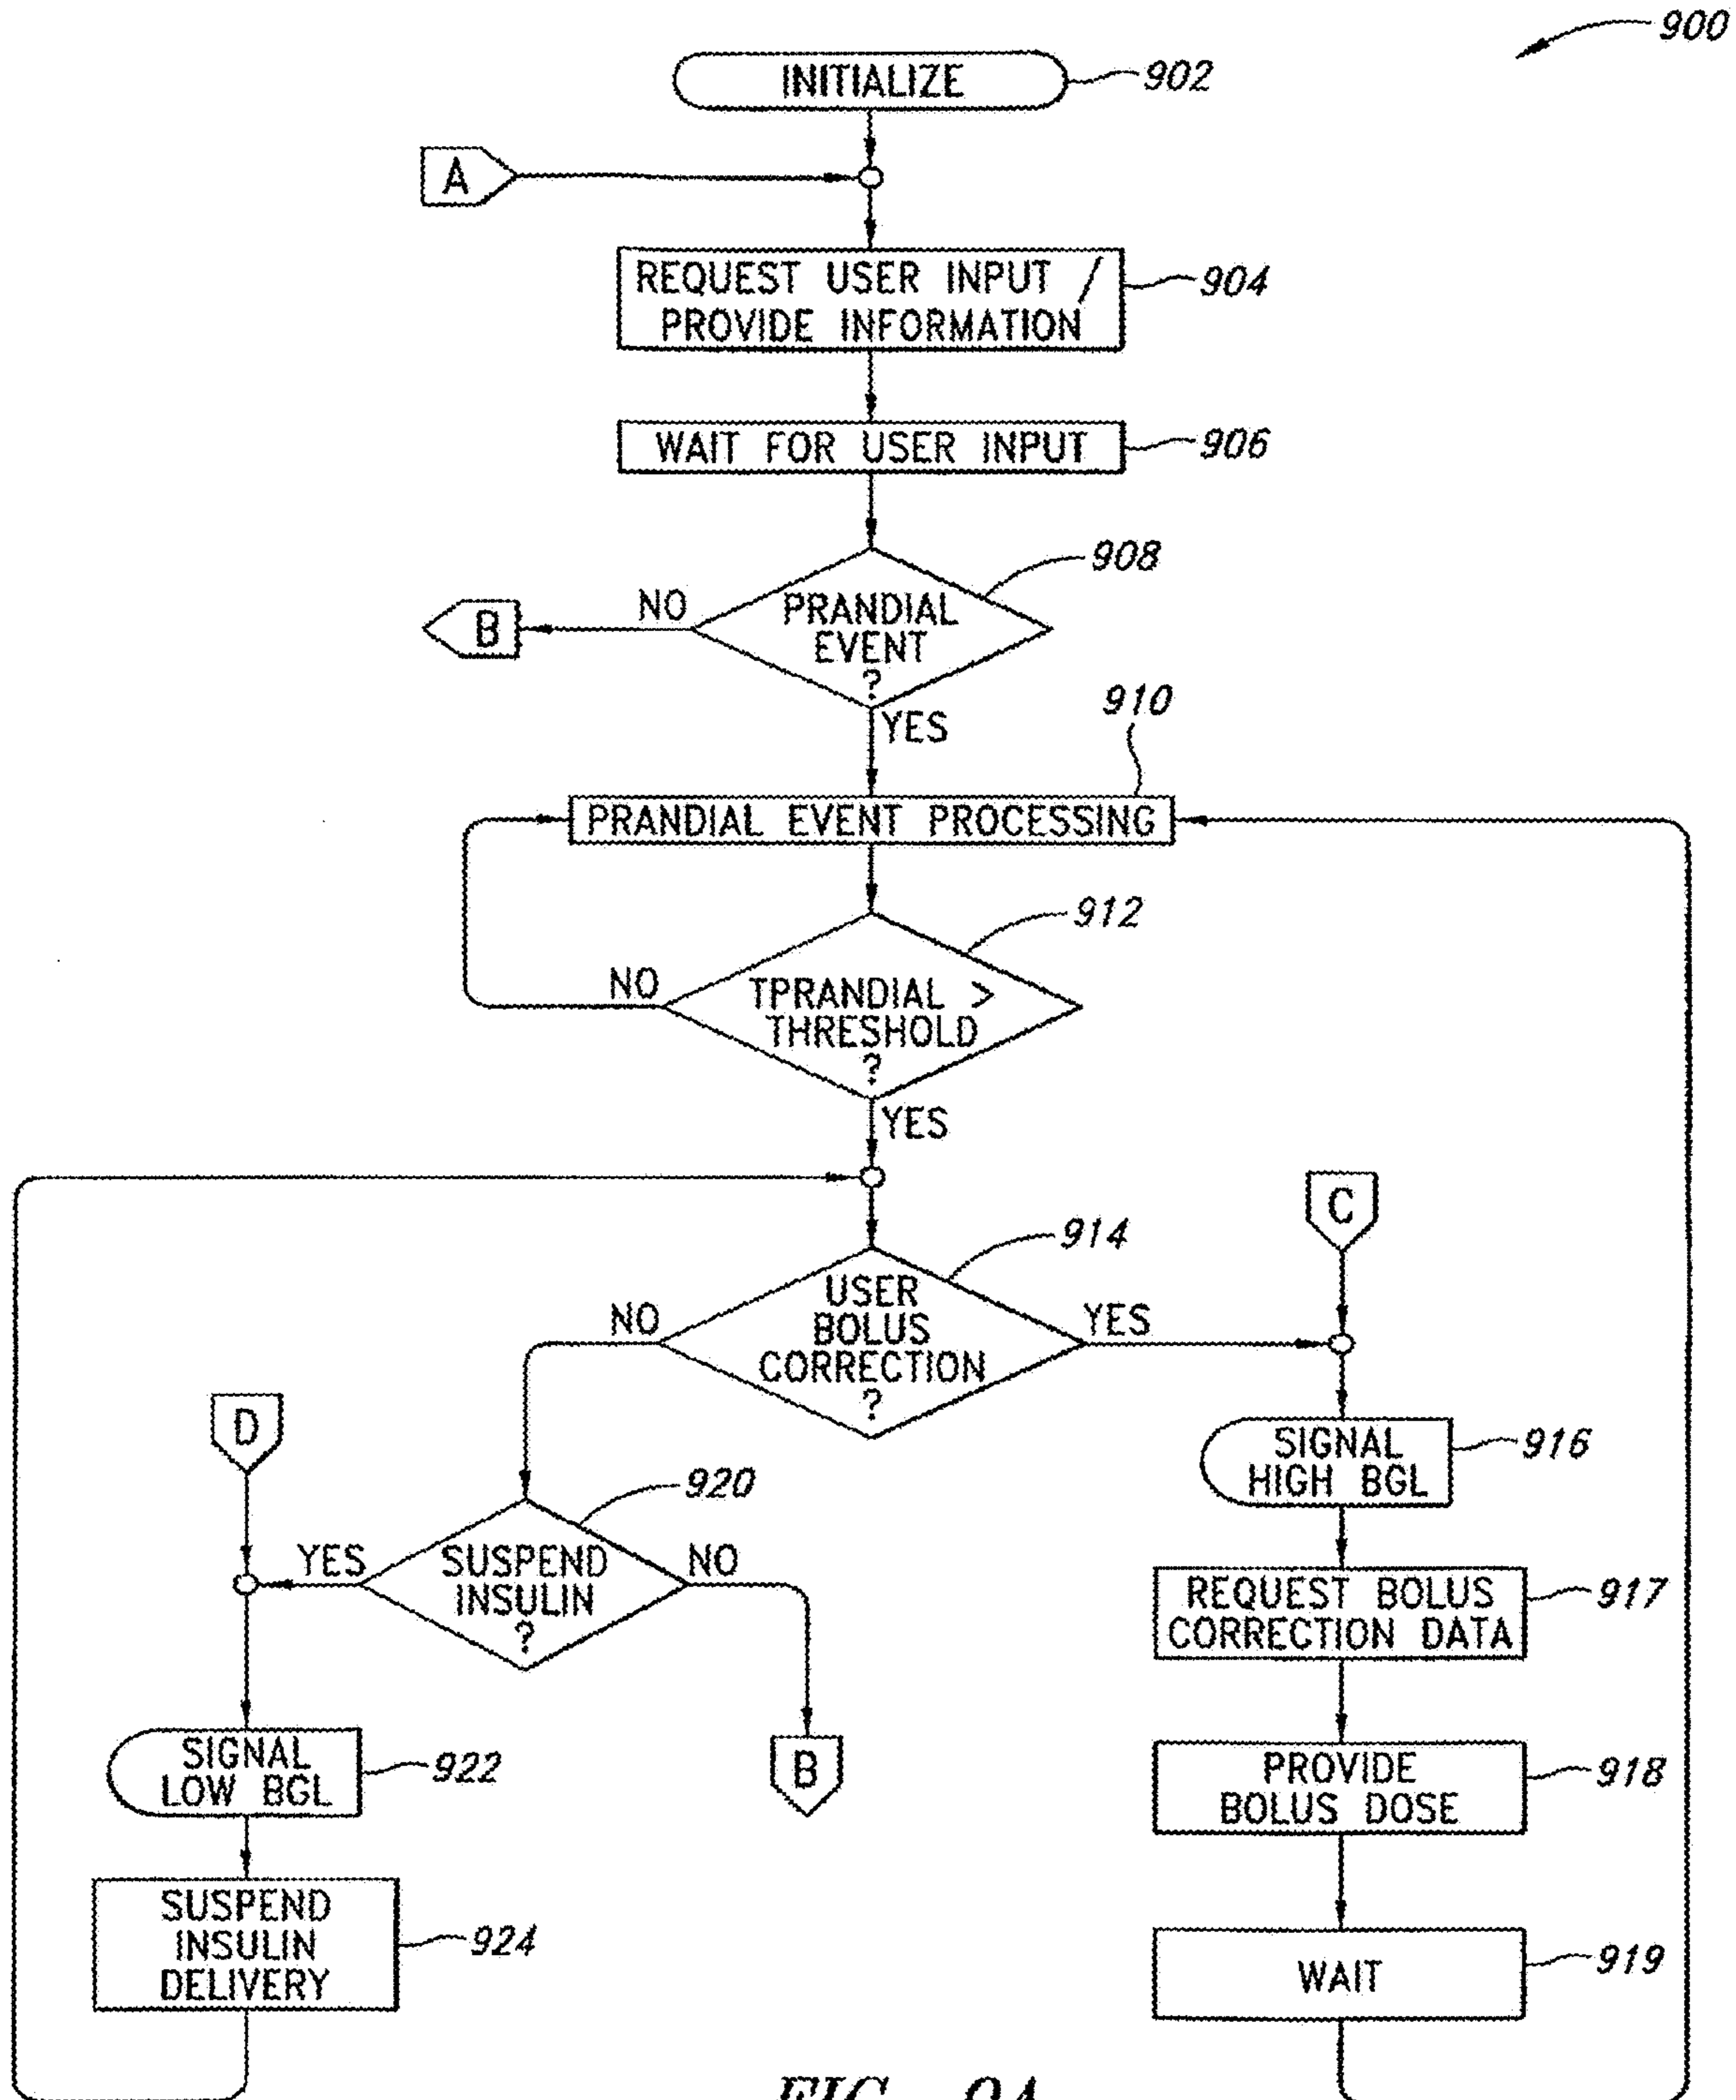 900
INITIALIZE
902
A
REQUEST USER INPUT /
PROVIDE INFORMATION
904
WAIT FOR USER INPUT
906
908
NO
PRANDIAL
EVENT
?
B
YES
910
PRANDIAL EVENT PROCESSING
912
NO
TPRANDIAL >
THRESHOLD
?
YES
C
914
USER
BOLUS
CORRECTION
?
NO
YES
D
SIGNAL
HIGH BGL
916
920
YES
SUSPEND
INSULIN
?
NO
REQUEST BOLUS
CORRECTION DATA
917
SIGNAL
LOW BGL
922
B
PROVIDE
BOLUS DOSE
918
SUSPEND
INSULIN
DELIVERY
924
WAIT
919
FIG. 9A